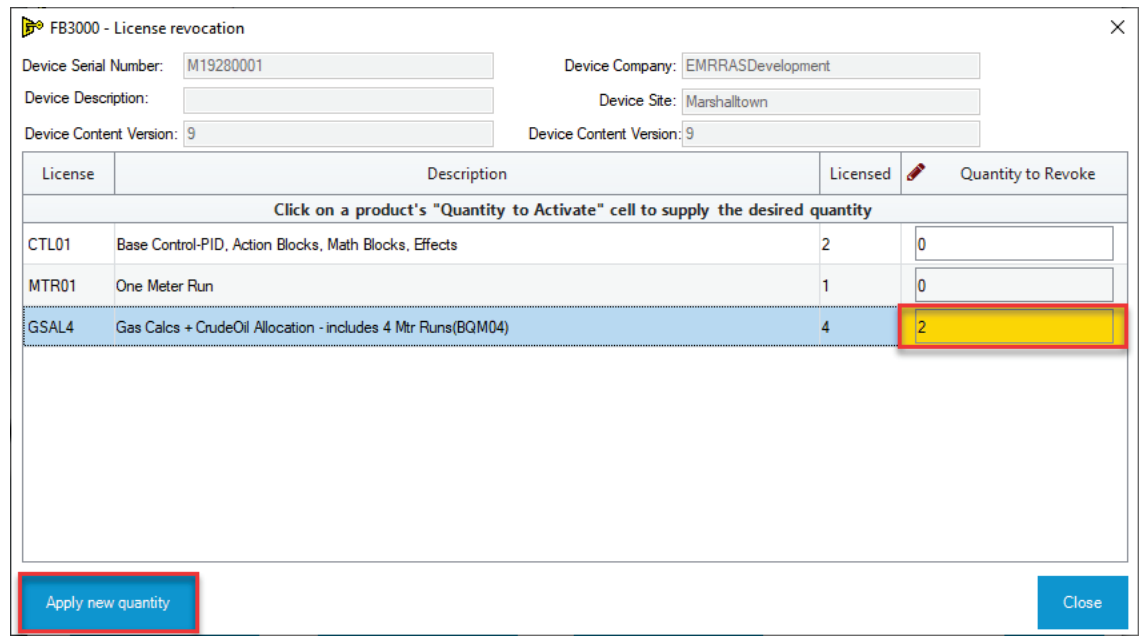 FB3000 - License revocation
Device Serial Number: M19280001 Device Company: EMRRASDevelopment
Device Description: Device Site: Marshalltown
Device Content Version: 9 Device Content Version: 9
License Description Licensed Quantity to Revoke
Click on a product's "Quantity to Activate" cell to supply the desired quantity
CTL01 Base Control-PID, Action Blocks, Math Blocks, Effects 2 0
MTR01 One Meter Run 1 0
GSAL4 Gas Calcs + CrudeOil Allocation - includes 4 Mtr Runs(BQM04) 4 2
Apply new quantity Close